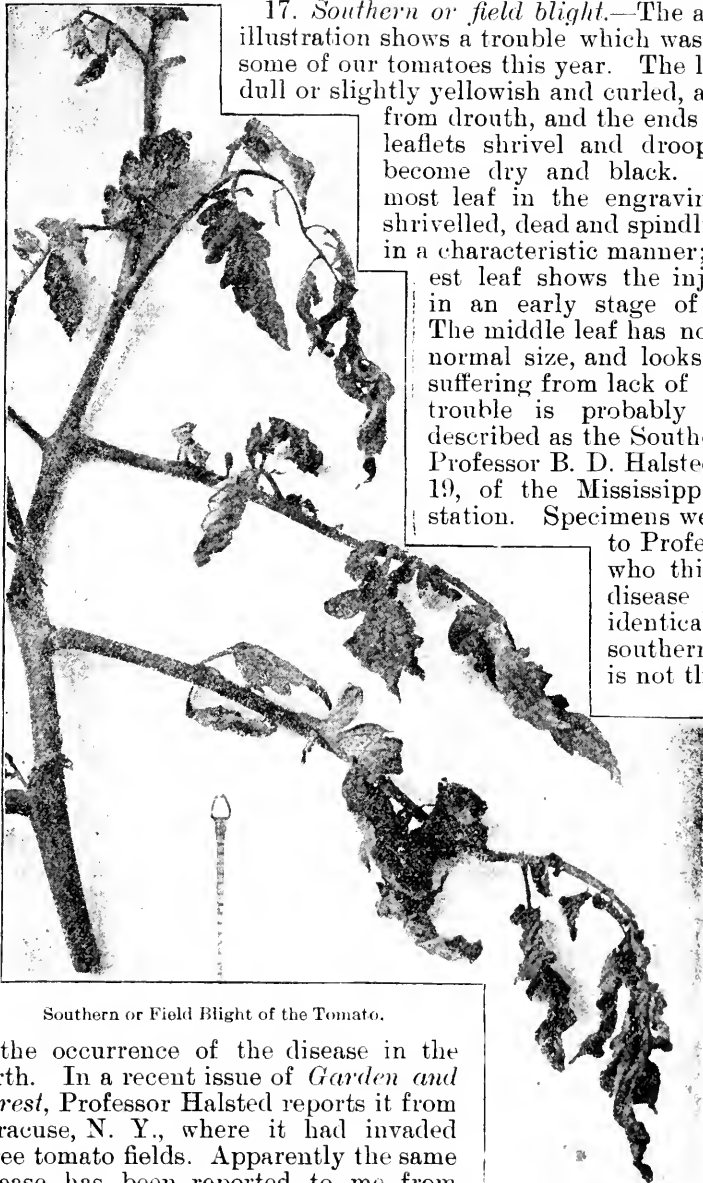 17. Southern or field blight.—The a
illustration shows a trouble which was
some of our tomatoes this year. The l
dull or slightly yellowish and curled, a
from drouth, and the ends
leaflets shrivel and droop
become dry and black.
most leaf in the engravin
shrivelled, dead and spindl
in a characteristic manner;
est leaf shows the inj
in an early stage of
The middle leaf has no
normal size, and looks
suffering from lack of
trouble is probably
described as the South
Professor B. D. Halste
19, of the Mississipp
station. Specimens we
to Profe
who thi
disease
identica
southern
is not th
Southern or Field Blight of the Tomato.
the occurrence of the disease in the
rth. In a recent issue of Garden and
rest, Professor Halsted reports it from
racuse, N. Y., where it had invaded
ee tomato fields. Apparently the same
ease has been reported to me from